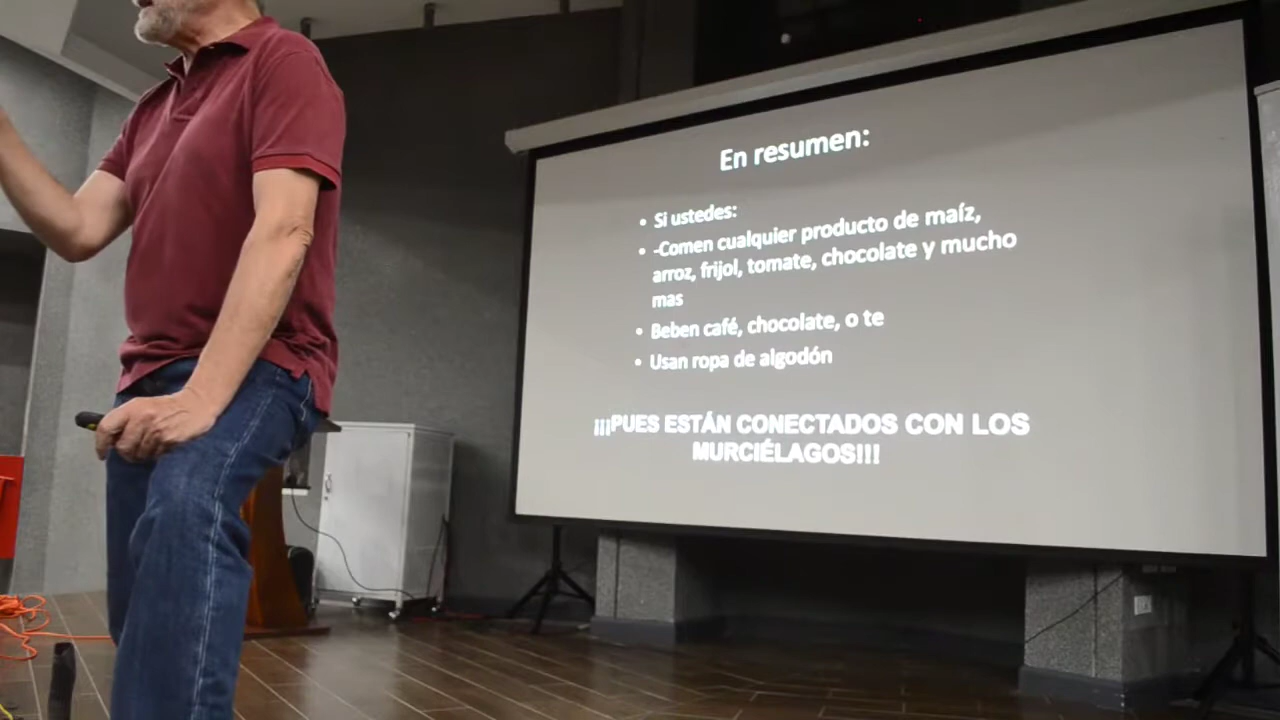 En resumen:
• Si ustedes:
• -Comen cualquier producto de maíz,
arroz, frijol, tomate, chocolate y mucho
mas
• Beben café, chocolate, o te
• Usan ropa de algodón
¡¡¡PUES ESTÁN CONECTADOS CON LOS
MURCIÉLAGOS!!!